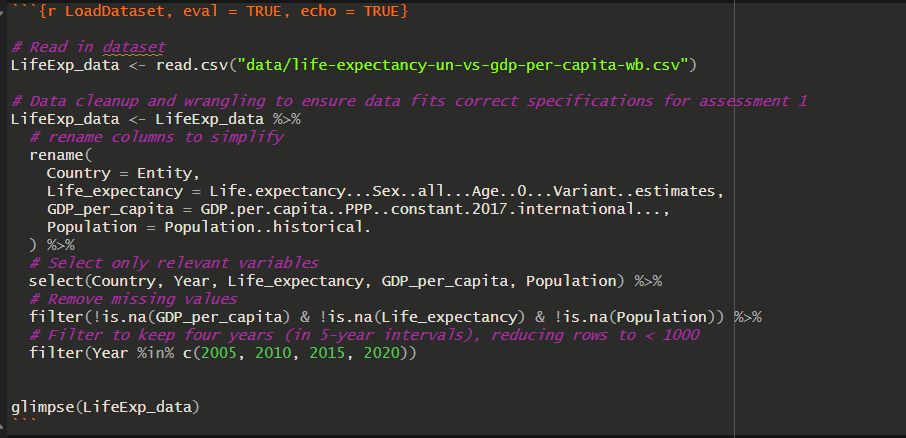 ```{r LoadDataset, eval = TRUE, echo = TRUE}
# Read in dataset
LifeExp_data <- read.csv("data/life-expectancy-un-vs-gdp-per-capita-wb.csv")
# Data cleanup and wrangling to ensure data fits correct specifications for assessment 1
LifeExp_data <- LifeExp_data %>%
  # rename columns to simplify
  rename(
    Country = Entity,
    Life_expectancy = Life.expectancy...Sex..all...Age..0...Variant..estimates,
    GDP_per_capita = GDP.per.capita..PPP..constant.2017.international...,
    Population = Population..historical.
  ) %>%
  # Select only relevant variables
  select(Country, Year, Life_expectancy, GDP_per_capita, Population) %>%
  # Remove missing values
  filter(!is.na(GDP_per_capita) & !is.na(Life_expectancy) & !is.na(Population)) %>%
  # Filter to keep four years (in 5-year intervals), reducing rows to < 1000
  filter(Year %in% c(2005, 2010, 2015, 2020))
glimpse(LifeExp_data)
```